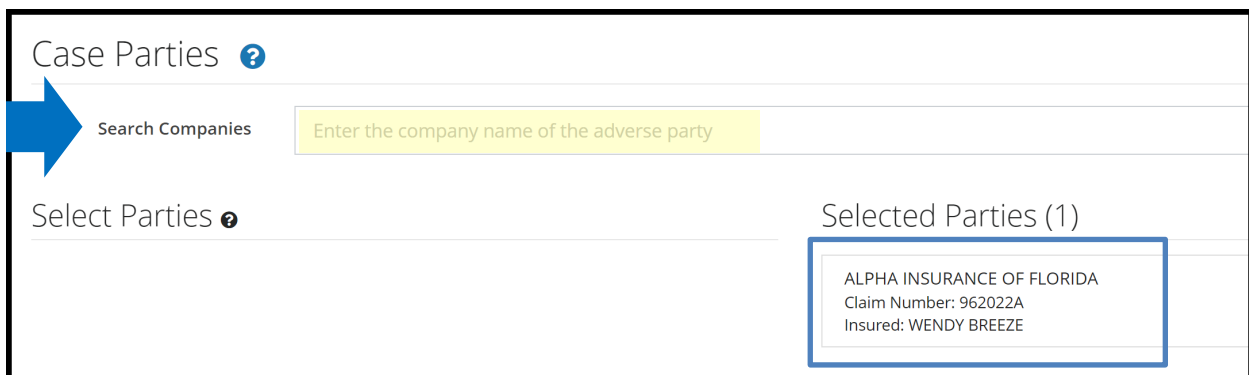 Case Parties ?
Search Companies
Enter the company name of the adverse party
Select Parties ?
Selected Parties (1)
ALPHA INSURANCE OF FLORIDA
Claim Number: 962022A
Insured: WENDY BREEZE